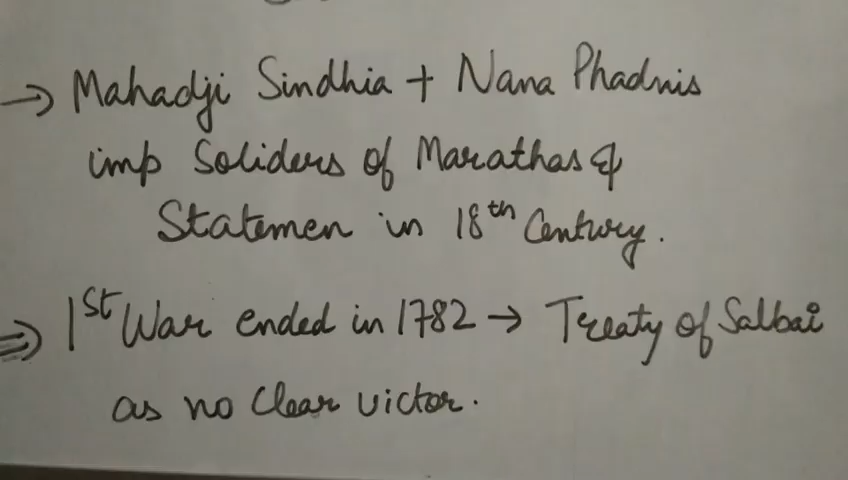 → Mahadji Sindhia + Nana Phadnis
imp Soliders of Marathas &
Statemen in 18th Century.
⇒ 1st War ended in 1782 → Treaty of Salbai
as no clear victor.